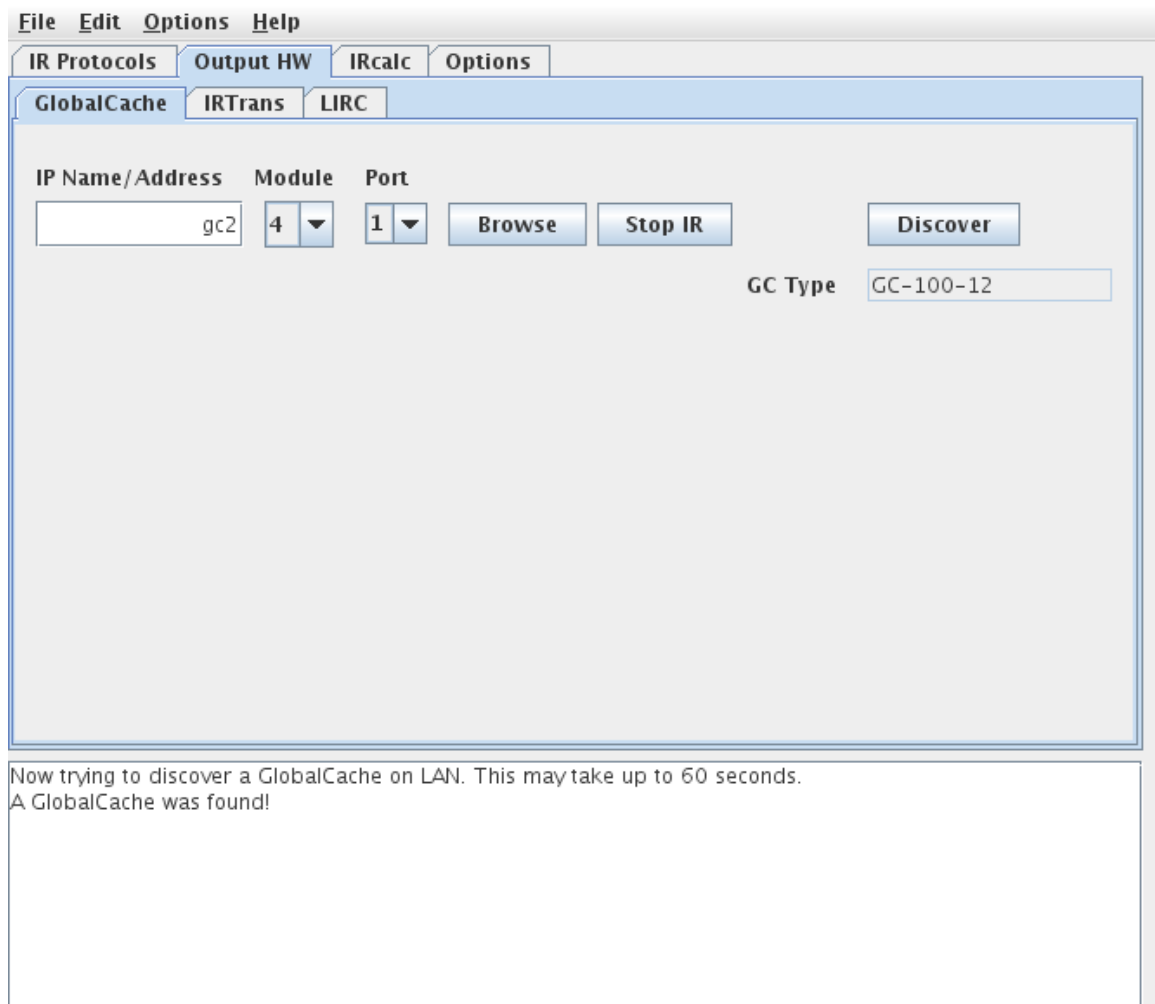 File Edit Options Help
IR Protocols Output HW IRcalc Options
GlobalCache IRTrans LIRC
IP Name/Address Module Port
gc2 4 1 Browse Stop IR Discover
GC Type GC-100-12
Now trying to discover a GlobalCache on LAN. This may take up to 60 seconds.
A GlobalCache was found!